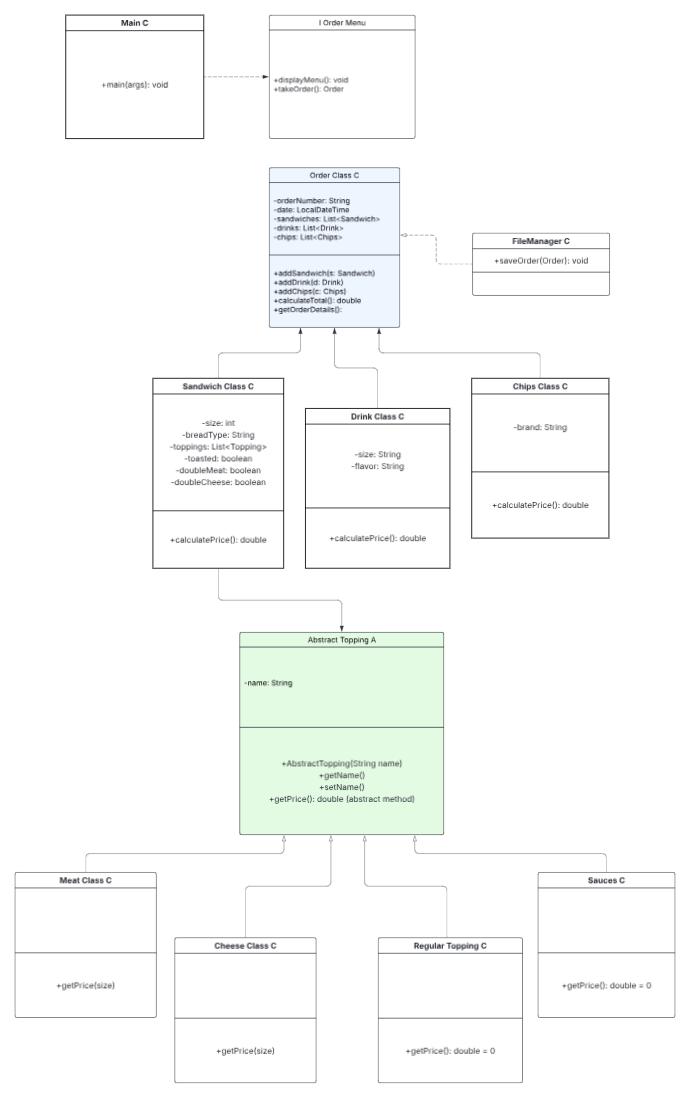 Main C
+main(args): void
I Order Menu
+displayMenu(): void
+takeOrder(): Order
Order Class C
-orderNumber: String
-date: LocalDateTime
-sandwiches: List<Sandwich>
-drinks: List<Drink>
-chips: List<Chips>
+addSandwich(s: Sandwich)
+addDrink(d: Drink)
+addChips(c: Chips)
+calculateTotal(): double
+getOrderDetails():
FileManager C
+saveOrder(Order): void
Sandwich Class C
-size: int
-breadType: String
-toppings: List<Topping>
-toasted: boolean
-doubleMeat: boolean
-doubleCheese: boolean
+calculatePrice(): double
Drink Class C
-size: String
-flavor: String
+calculatePrice(): double
Chips Class C
-brand: String
+calculatePrice(): double
Abstract Topping A
-name: String
+AbstractTopping(String name)
+getName()
+setName()
+getPrice(): double (abstract method)
Meat Class C
+getPrice(size)
Cheese Class C
+getPrice(size)
Regular Topping C
+getPrice(): double = 0
Sauces C
+getPrice(): double = 0